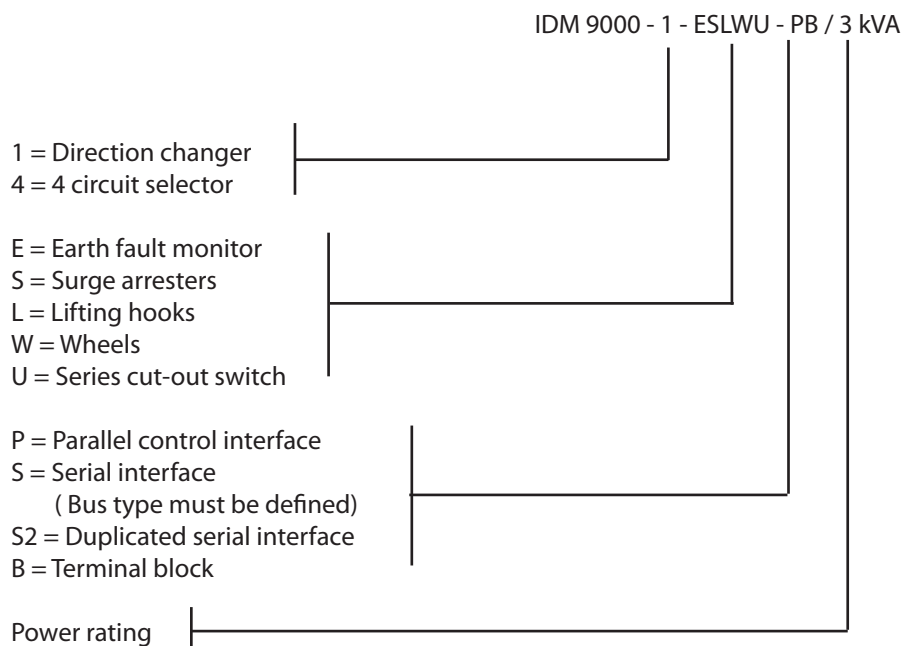 IDM 9000 - 1 - ESLWU - PB / 3 kVA
1 = Direction changer
4 = 4 circuit selector
E = Earth fault monitor
S = Surge arresters
L = Lifting hooks
W = Wheels
U = Series cut-out switch
P = Parallel control interface
S = Serial interface
( Bus type must be defined)
S2 = Duplicated serial interface
B = Terminal block
Power rating